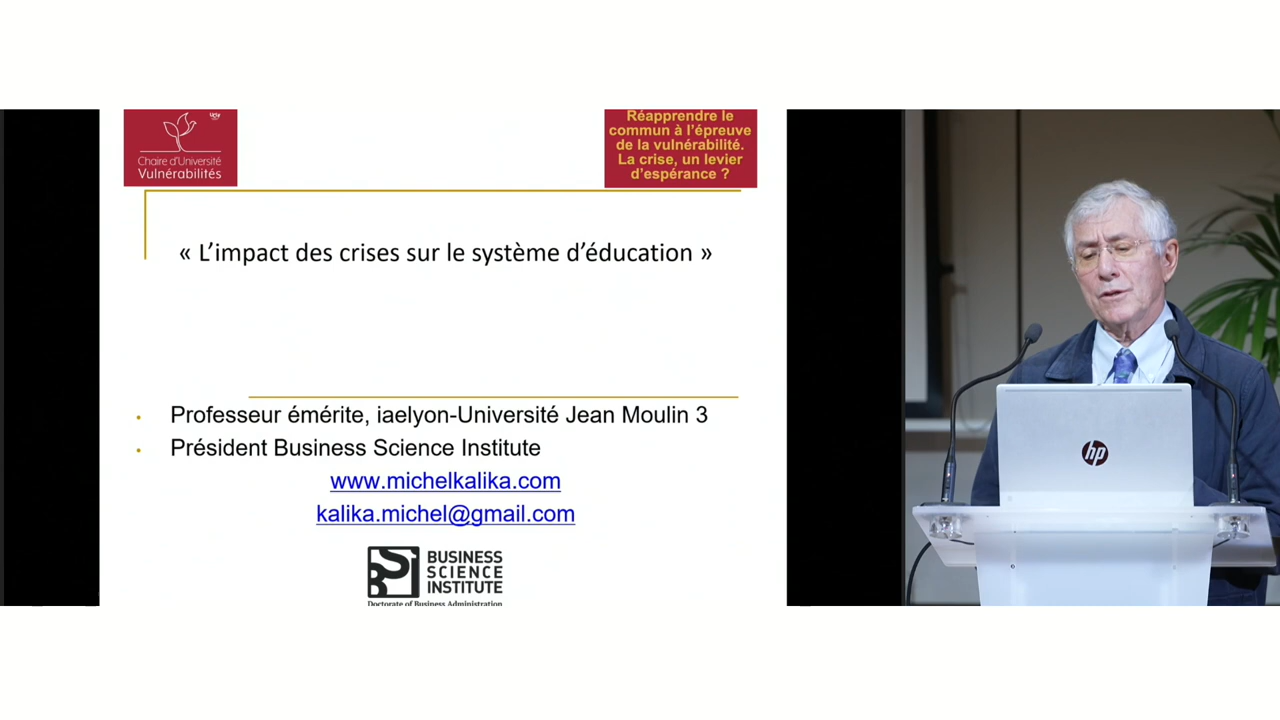 UCLy
Chaire d'Université
Vulnérabilités
Réapprendre le
commun à l'épreuve
de la vulnérabilité.
La crise, un levier
d'espérance ?
« L'impact des crises sur le système d'éducation »
• Professeur émérite, iaelyon-Université Jean Moulin 3
• Président Business Science Institute
www.michelkalika.com
kalika.michel@gmail.com
BUSINESS
SCIENCE
INSTITUTE
Doctorate of Business Administration
hp